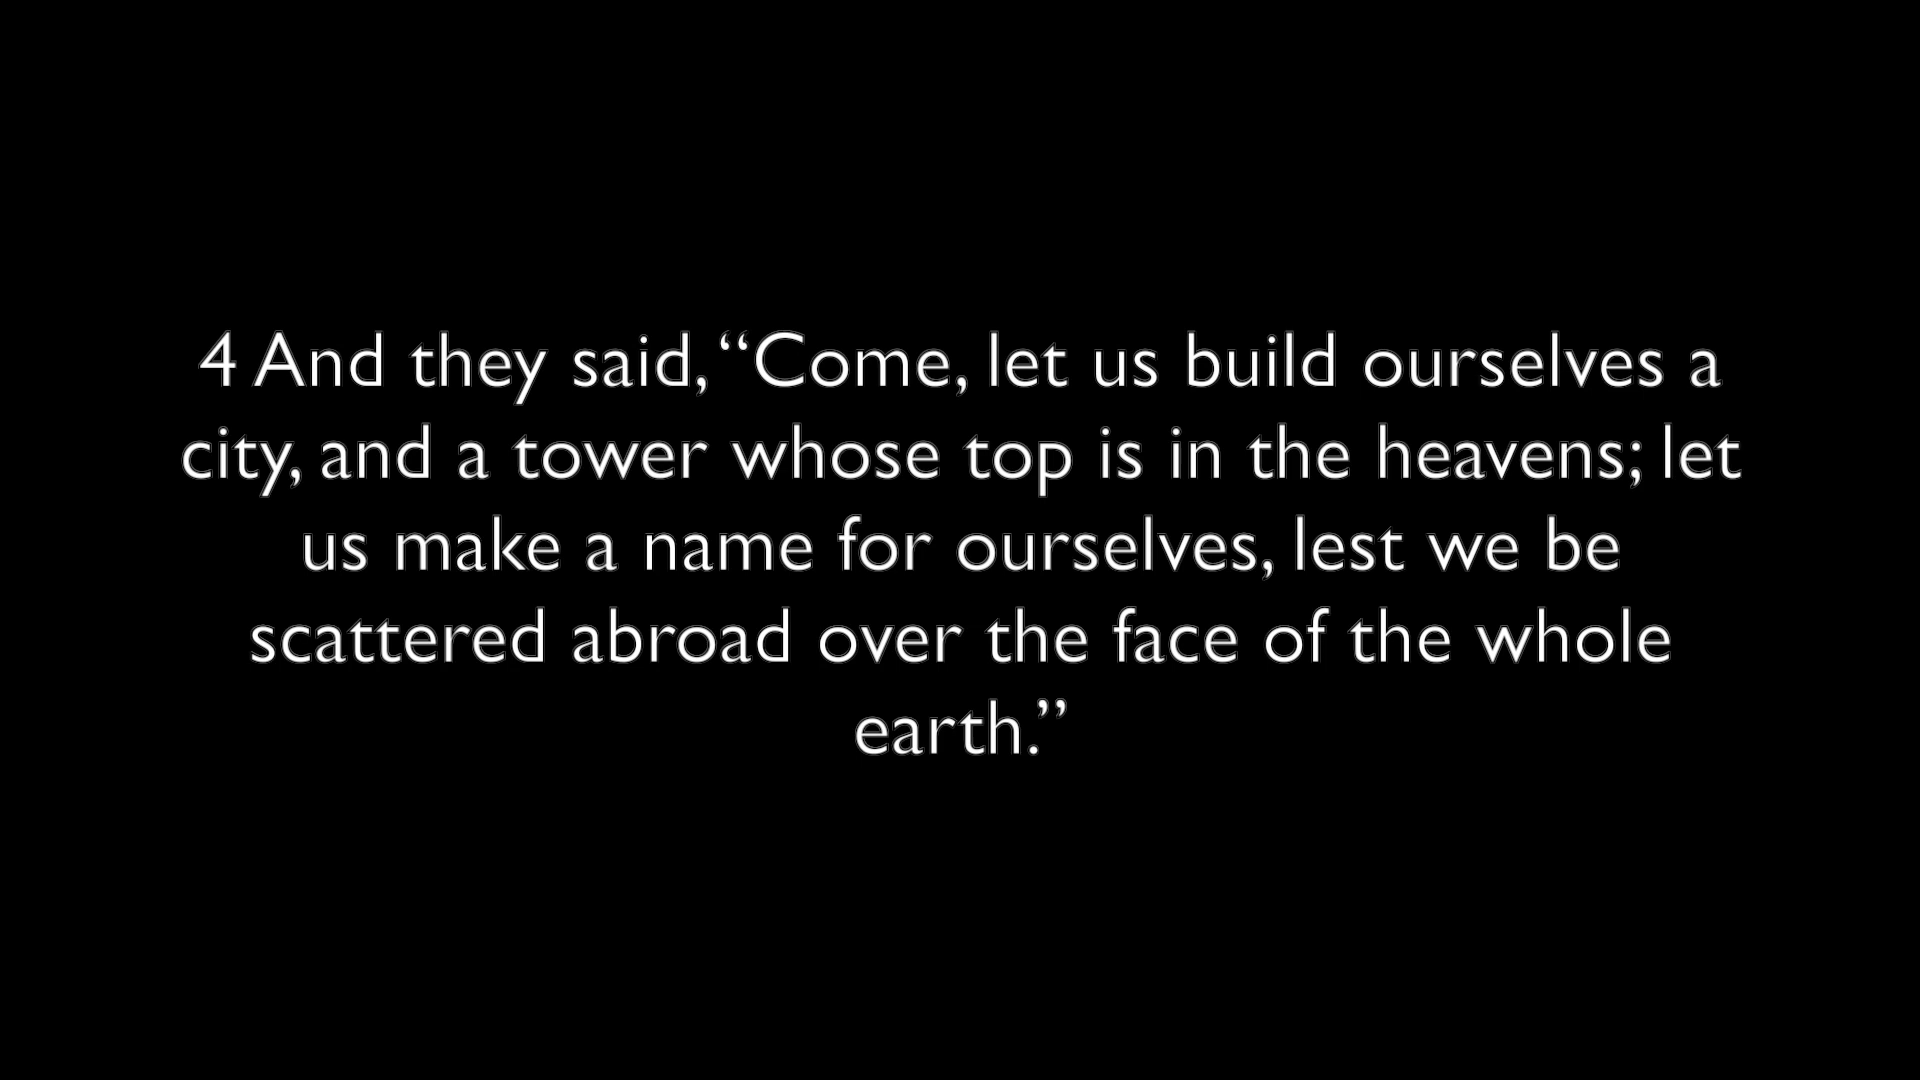 4 And they said, “Come, let us build ourselves a
city, and a tower whose top is in the heavens; let
us make a name for ourselves, lest we be
scattered abroad over the face of the whole
earth.”